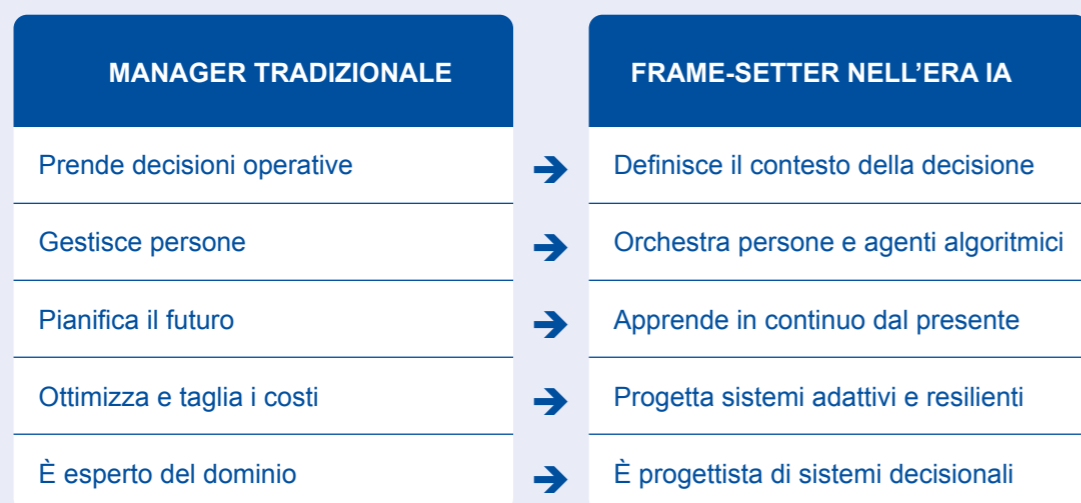 MANAGER TRADIZIONALE
FRAME-SETTER NELL’ERA IA
Prende decisioni operative
Definisce il contesto della decisione
Gestisce persone
Orchestra persone e agenti algoritmici
Pianifica il futuro
Apprende in continuo dal presente
Ottimizza e taglia i costi
Progetta sistemi adattivi e resilienti
È esperto del dominio
È progettista di sistemi decisionali